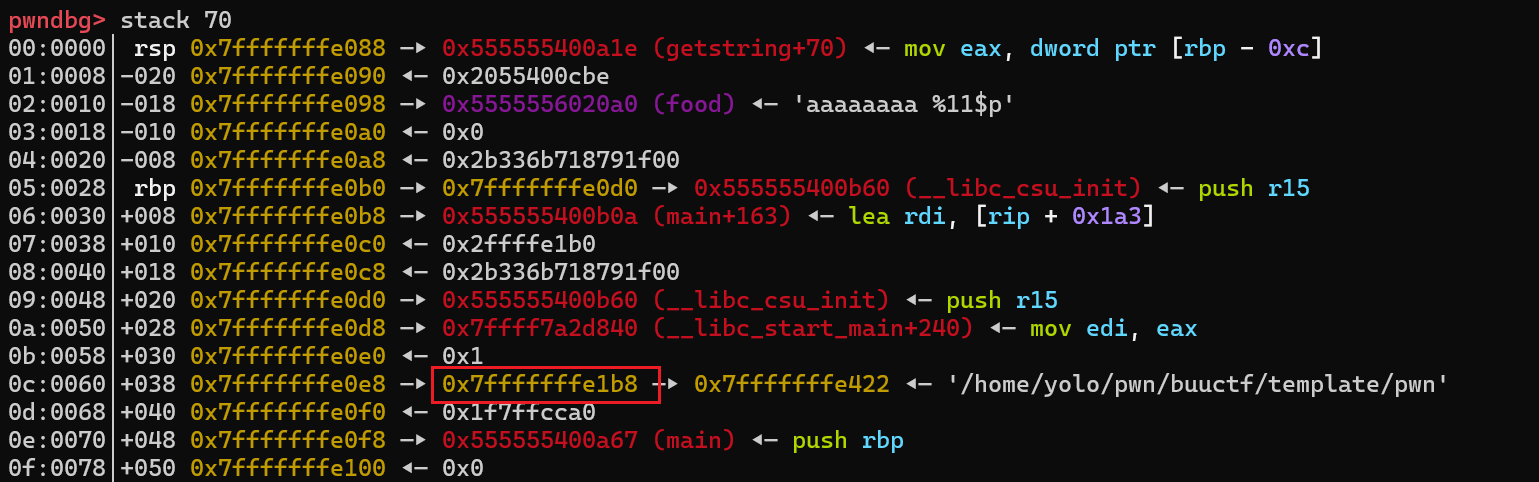 pwndbg> stack 70
00:0000│ rsp 0x7fffffffe088 —▸ 0x555555400a1e (getstring+70) ◂— mov eax, dword ptr [rbp - 0xc]
01:0008│-020 0x7fffffffe090 ◂— 0x2055400cbe
02:0010│-018 0x7fffffffe098 —▸ 0x5555556020a0 (food) ◂— 'aaaaaaaa %11$p'
03:0018│-010 0x7fffffffe0a0 ◂— 0x0
04:0020│-008 0x7fffffffe0a8 ◂— 0x2b336b718791f00
05:0028│ rbp 0x7fffffffe0b0 —▸ 0x7fffffffe0d0 —▸ 0x555555400b60 (__libc_csu_init) ◂— push r15
06:0030│+008 0x7fffffffe0b8 —▸ 0x555555400b0a (main+163) ◂— lea rdi, [rip + 0x1a3]
07:0038│+010 0x7fffffffe0c0 ◂— 0x2ffffe1b0
08:0040│+018 0x7fffffffe0c8 ◂— 0x2b336b718791f00
09:0048│+020 0x7fffffffe0d0 —▸ 0x555555400b60 (__libc_csu_init) ◂— push r15
0a:0050│+028 0x7fffffffe0d8 —▸ 0x7ffff7a2d840 (__libc_start_main+240) ◂— mov edi, eax
0b:0058│+030 0x7fffffffe0e0 ◂— 0x1
0c:0060│+038 0x7fffffffe0e8 —▸ 0x7fffffffe1b8 —▸ 0x7fffffffe422 ◂— '/home/yolo/pwn/buuctf/template/pwn'
0d:0068│+040 0x7fffffffe0f0 ◂— 0x1f7ffcca0
0e:0070│+048 0x7fffffffe0f8 —▸ 0x555555400a67 (main) ◂— push rbp
0f:0078│+050 0x7fffffffe100 ◂— 0x0